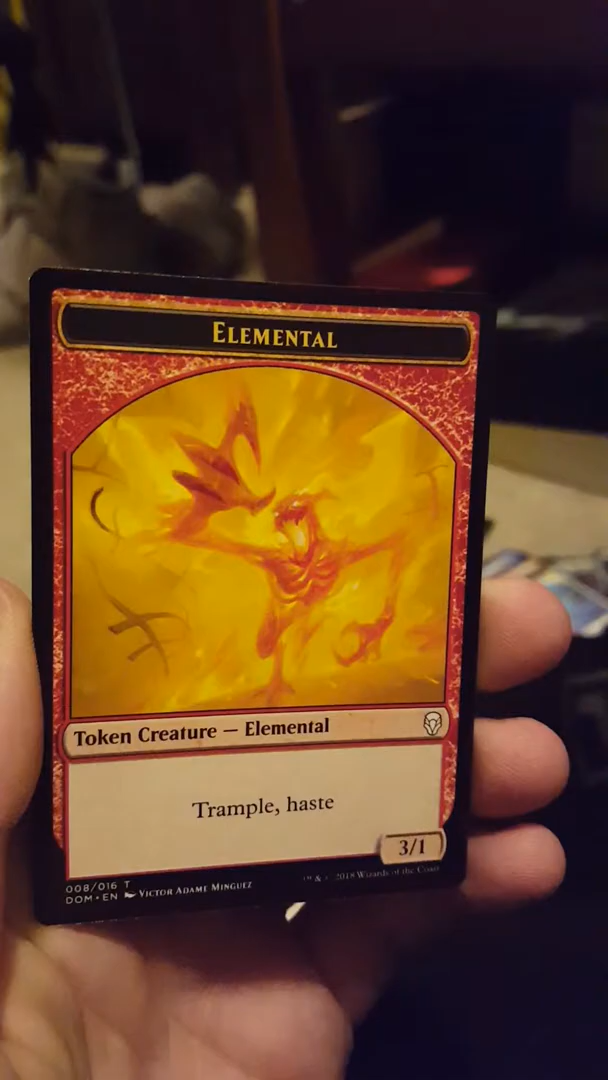 ELEMENTAL
Token Creature — Elemental
Trample, haste
3/1
008/016 T
DOM • EN VICTOR ADAME MINGUEZ
™ & © 2018 Wizards of the Coast